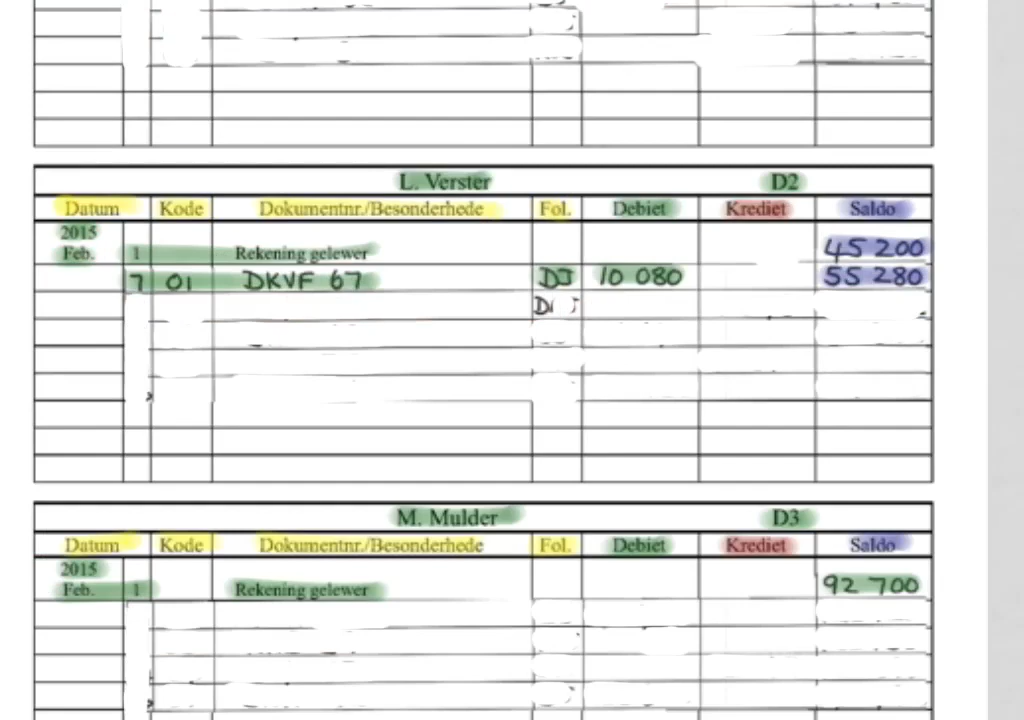 L. Verster D2
Datum Kode Dokumentnr./Besonderhede Fol. Debiet Krediet Saldo
2015
Feb. 1 Rekening gelewer 45 200
7 01 DKVF 67 DJ 10 080 55 280
M. Mulder D3
Datum Kode Dokumentnr./Besonderhede Fol. Debiet Krediet Saldo
2015
Feb. 1 Rekening gelewer 92 700